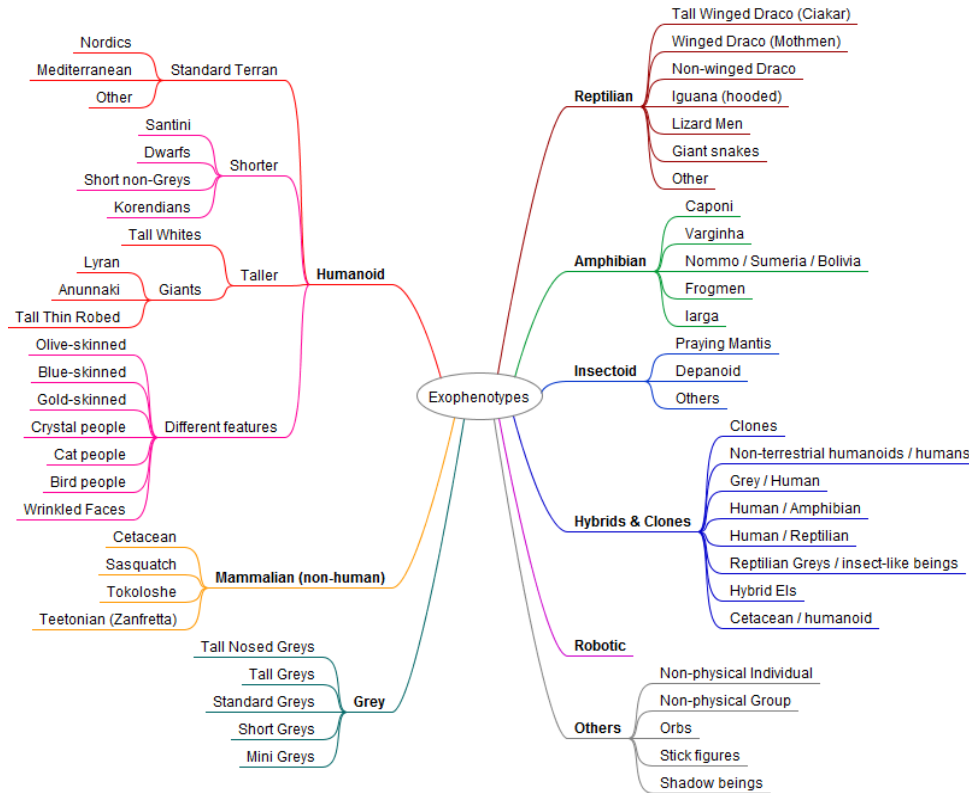 Exophenotypes
Humanoid
Standard Terran
Nordics
Mediterranean
Other
Shorter
Santini
Dwarfs
Short non-Greys
Korendians
Taller
Tall Whites
Giants
Lyran
Anunnaki
Tall Thin Robed
Different features
Olive-skinned
Blue-skinned
Gold-skinned
Crystal people
Cat people
Bird people
Wrinkled Faces
Mammalian (non-human)
Cetacean
Sasquatch
Tokoloshe
Teetonian (Zanfretta)
Grey
Tall Nosed Greys
Tall Greys
Standard Greys
Short Greys
Mini Greys
Reptilian
Tall Winged Draco (Ciakar)
Winged Draco (Mothmen)
Non-winged Draco
Iguana (hooded)
Lizard Men
Giant snakes
Other
Amphibian
Caponi
Varginha
Nommo / Sumeria / Bolivia
Frogmen
Iarga
Insectoid
Praying Mantis
Depanoid
Others
Hybrids & Clones
Clones
Non-terrestrial humanoids / humans
Grey / Human
Human / Amphibian
Human / Reptilian
Reptilian Greys / insect-like beings
Hybrid Els
Cetacean / humanoid
Robotic
Others
Non-physical Individual
Non-physical Group
Orbs
Stick figures
Shadow beings